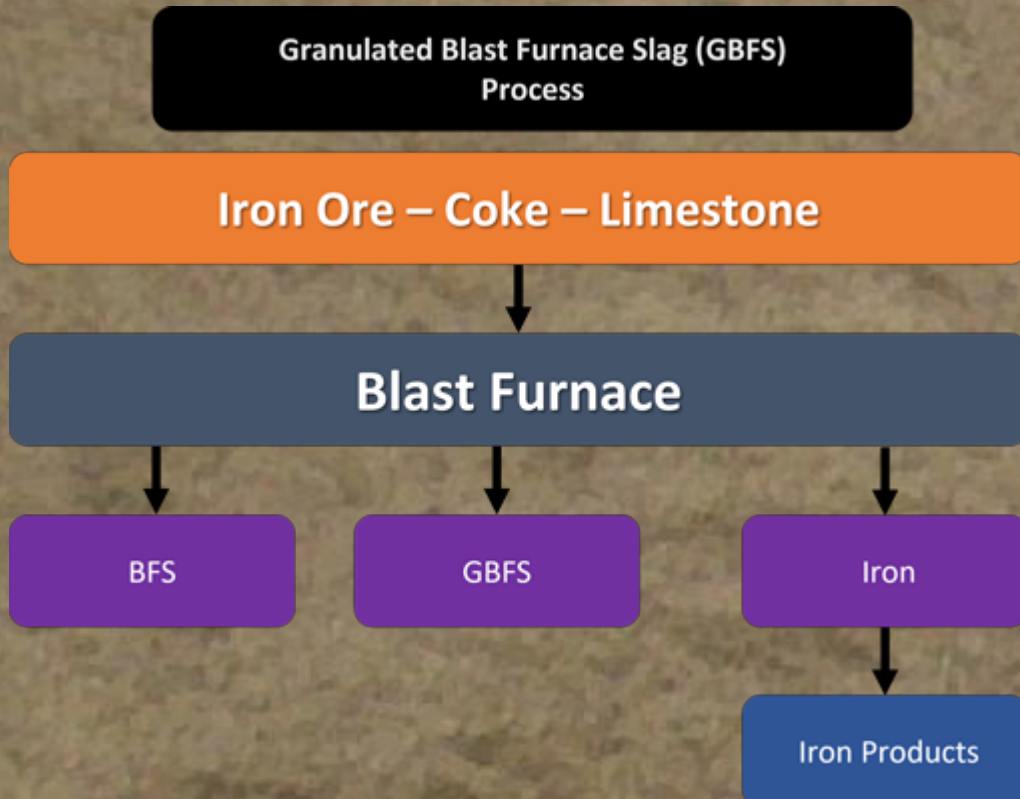 Granulated Blast Furnace Slag (GBFS)
Process
Iron Ore – Coke – Limestone
Blast Furnace
BFS
GBFS
Iron
Iron Products